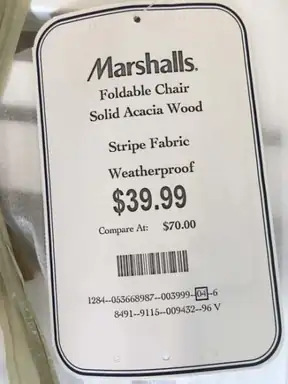 Marshalls.
Foldable Chair
Solid Acacia Wood
Stripe Fabric
Weatherproof
$39.99
Compare At: $70.00
1284--053668987--003999--04--6
8491--9115--009432--96 V